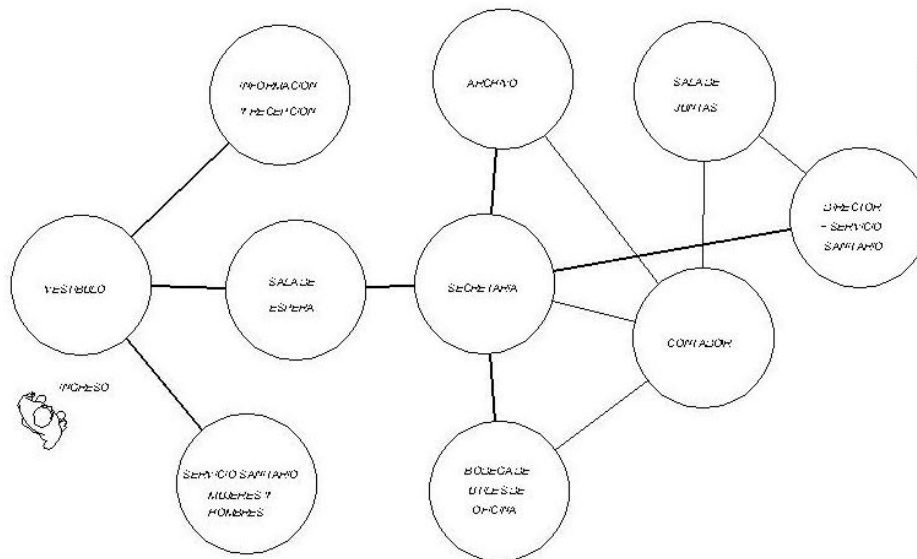 INFORMACION
Y RECEPCION
ARCHIVO
SALA DE
JUNTAS
DIRECTOR
+ SERVICIO
SANITARIO
VESTIBULO
SALA DE
ESPERA
SECRETARIA
CONTADOR
INGRESO
SERVICIO SANITARIO
MUJERES Y
HOMBRES
BODEGA DE
UTILES DE
OFICINA